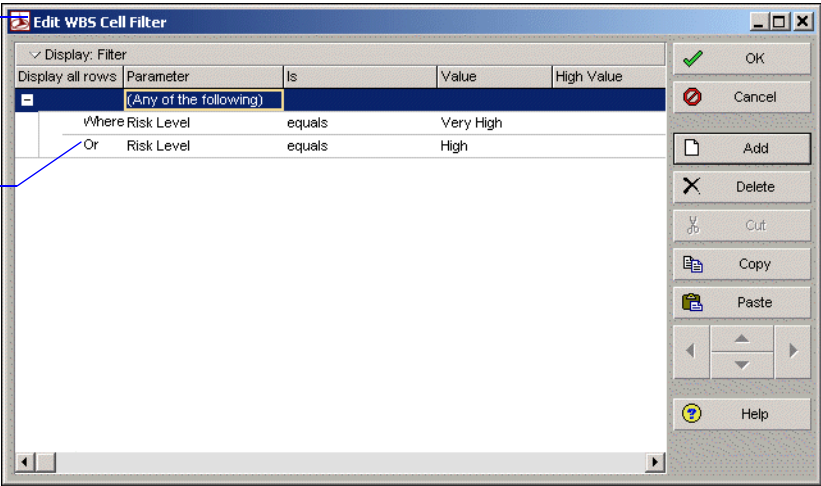 Edit WBS Cell Filter
Display: Filter
Display all rows Parameter Is Value High Value
(Any of the following)
Where Risk Level equals Very High
Or Risk Level equals High
OK
Cancel
Add
Delete
Cut
Copy
Paste
Help